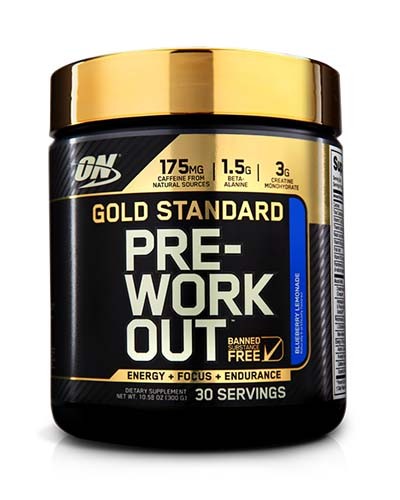 ON
175MG
CAFFEINE FROM
NATURAL SOURCES
1.5G
BETA-
ALANINE
3G
CREATINE
MONOHYDRATE
GOLD STANDARD
PRE-
WORK
OUT™
BANNED
SUBSTANCE
FREE
BLUEBERRY LEMONADE
ENERGY + FOCUS + ENDURANCE
DIETARY SUPPLEMENT
NET WT. 10.58 OZ (300 G)
30 SERVINGS